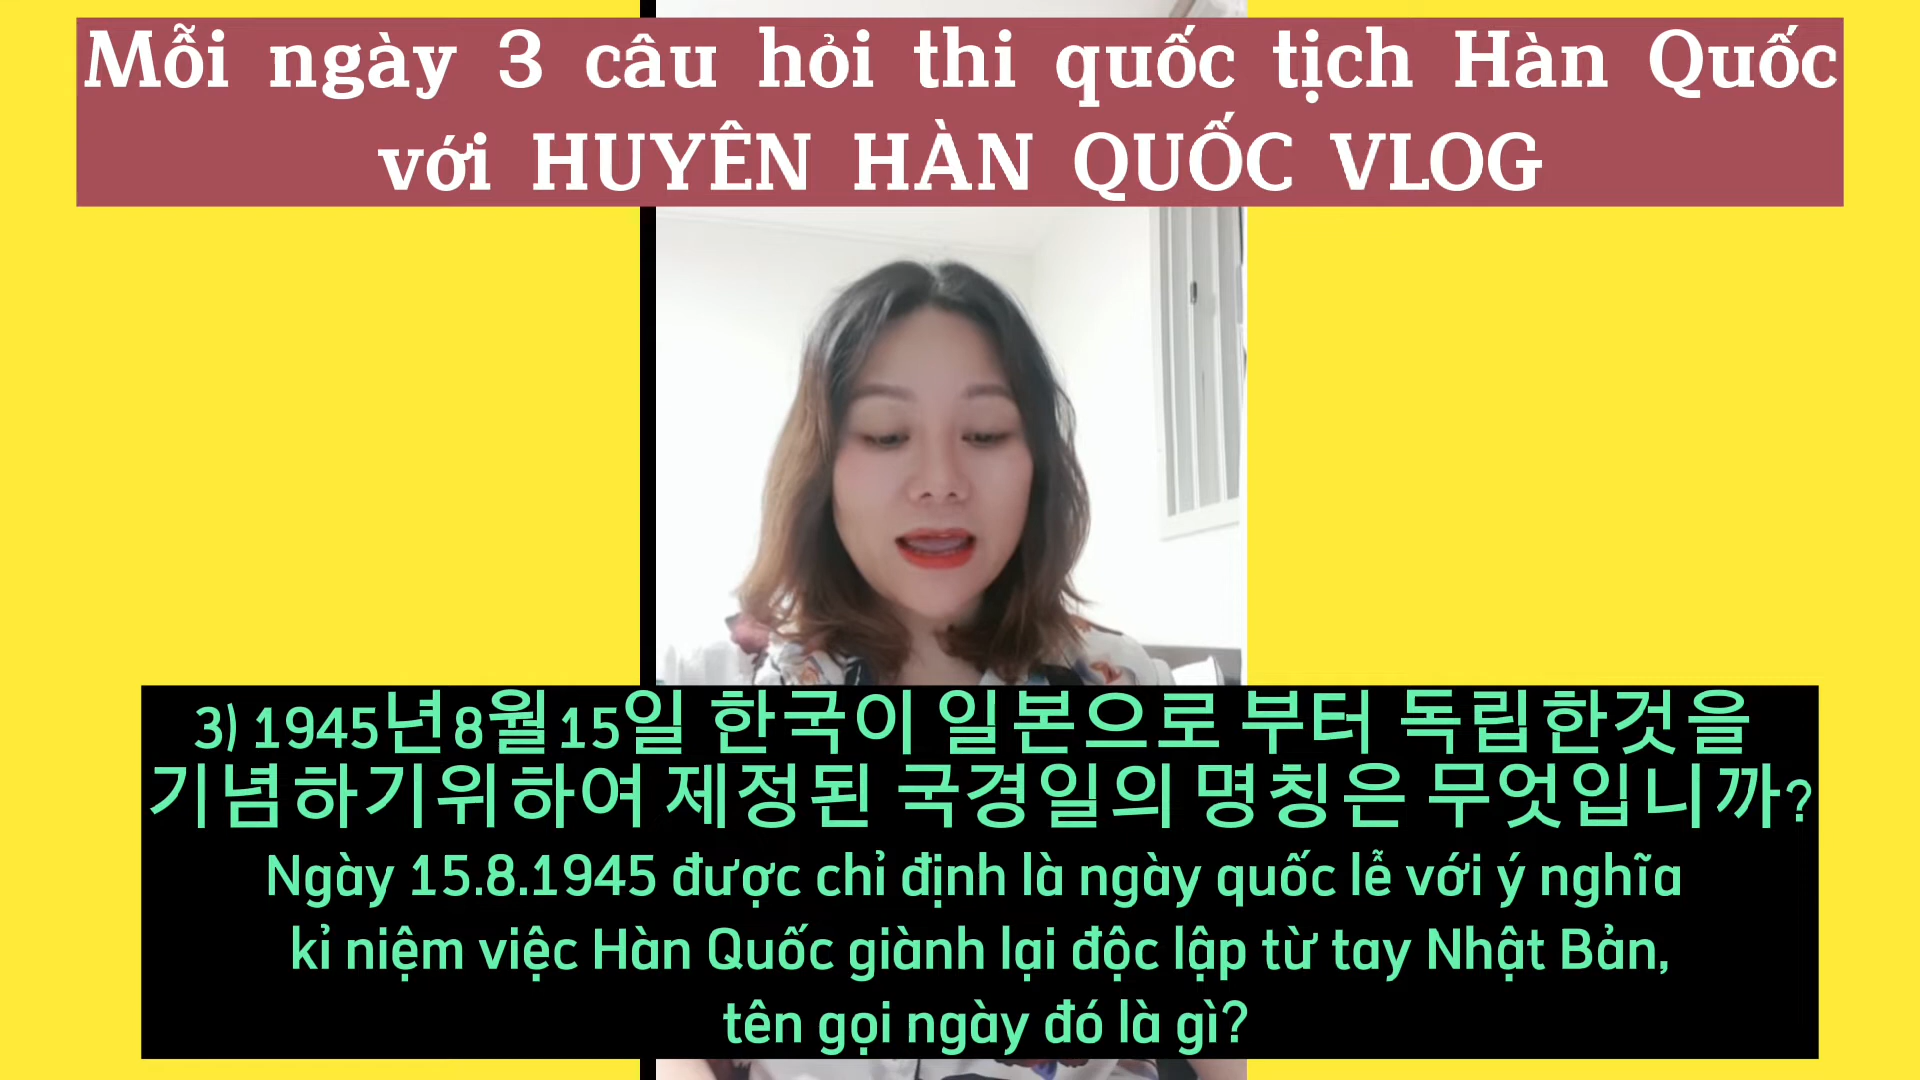 Mỗi ngày 3 câu hỏi thi quốc tịch Hàn Quốc
với HUYÊN HÀN QUỐC VLOG
3) 1945년8월15일 한국이 일본으로 부터 독립한것을
기념하기위하여 제정된 국경일의 명칭은 무엇입니까?
Ngày 15.8.1945 được chỉ định là ngày quốc lễ với ý nghĩa
kỉ niệm việc Hàn Quốc giành lại độc lập từ tay Nhật Bản,
tên gọi ngày đó là gì?